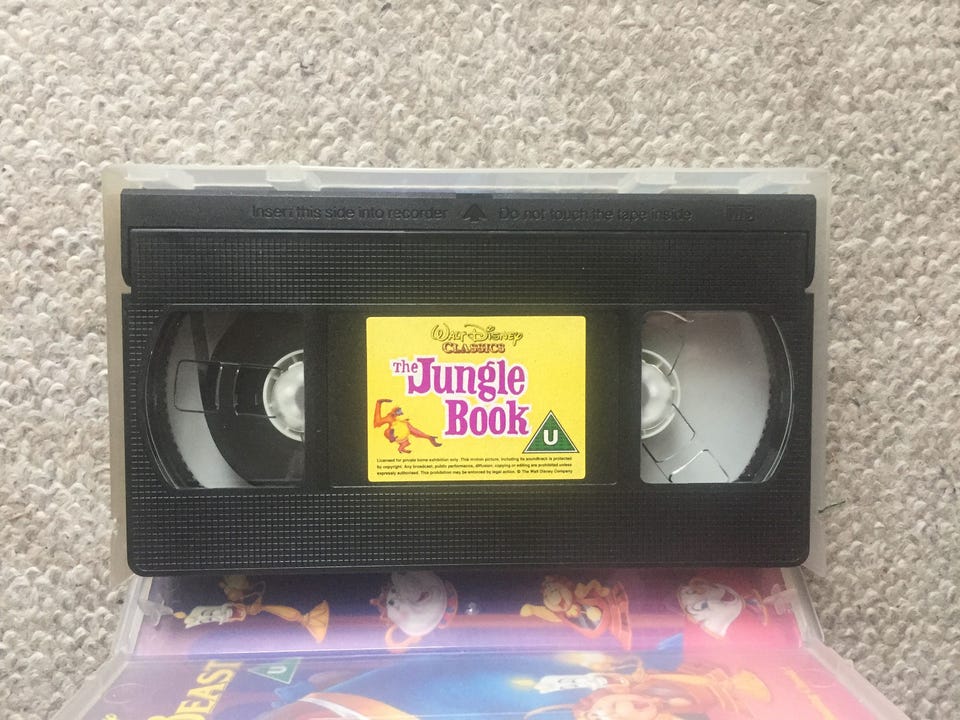 Insert this side into recorder Do not touch the tape inside VHS
WALT DISNEY
CLASSICS
The Jungle
Book
U
Licensed for private home exhibition only. This motion picture, including its soundtrack is protected
by copyright. Any broadcast, public performance, diffusion, copying or editing are prohibited unless
expressly authorised. This prohibition may be enforced by legal action. © The Walt Disney Company
BEAST U